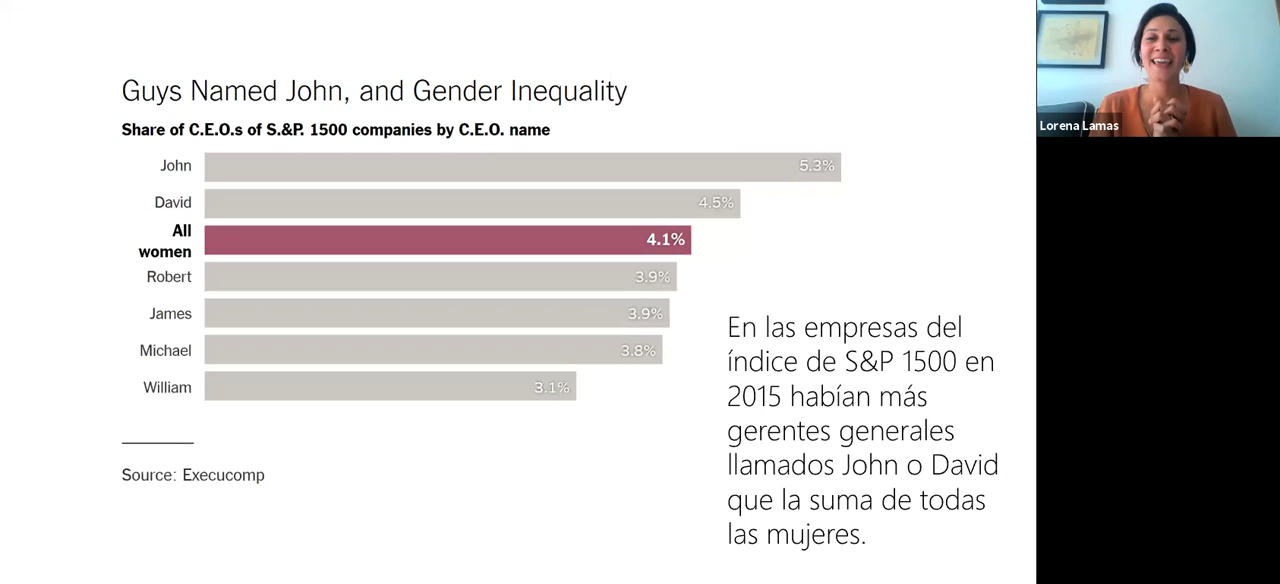 Guys Named John, and Gender Inequality
Share of C.E.O.s of S.&P. 1500 companies by C.E.O. name
John 5.3%
David 4.5%
All
women 4.1%
Robert 3.9%
James 3.9%
Michael 3.8%
William 3.1%
Source: Execucomp
En las empresas del
índice de S&P 1500 en
2015 habían más
gerentes generales
llamados John o David
que la suma de todas
las mujeres.
Lorena Lamas